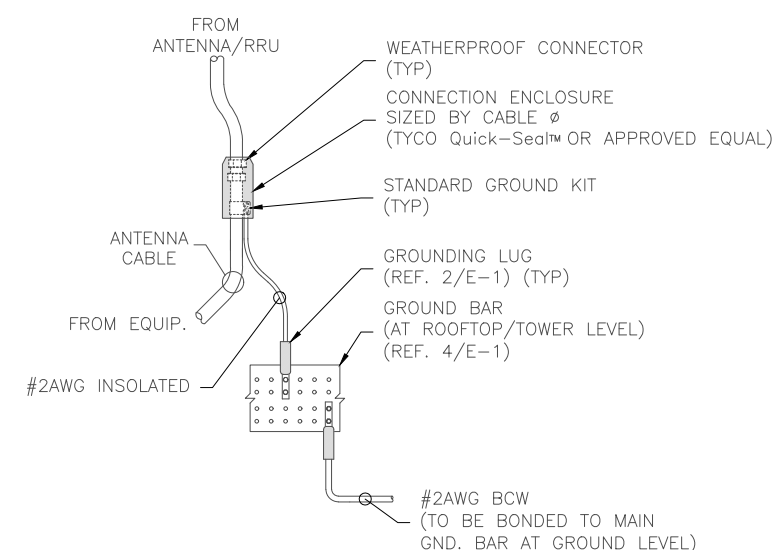 FROM
ANTENNA/RRU
WEATHERPROOF CONNECTOR
(TYP)
CONNECTION ENCLOSURE
SIZED BY CABLE ø
(TYCO Quick-Seal™ OR APPROVED EQUAL)
STANDARD GROUND KIT
(TYP)
ANTENNA
CABLE
GROUNDING LUG
(REF. 2/E-1) (TYP)
GROUND BAR
(AT ROOFTOP/TOWER LEVEL)
(REF. 4/E-1)
FROM EQUIP.
#2AWG INSOLATED
#2AWG BCW
(TO BE BONDED TO MAIN
GND. BAR AT GROUND LEVEL)